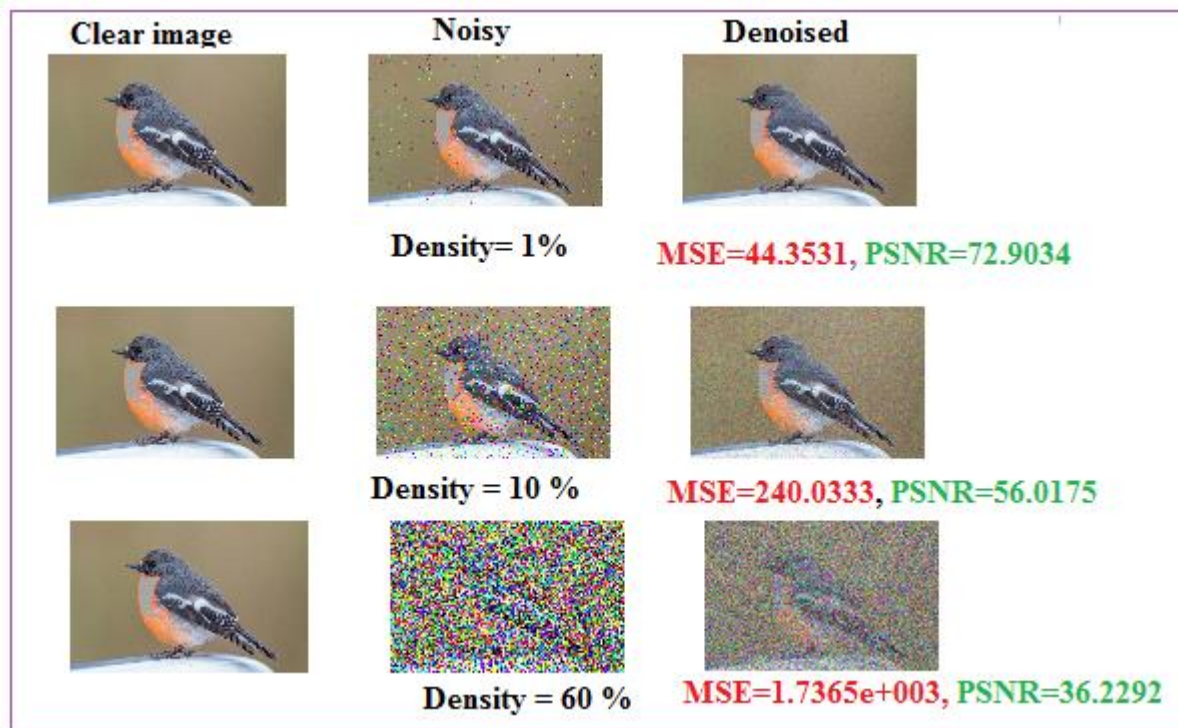 Clear image Noisy Denoised
Density= 1% MSE=44.3531, PSNR=72.9034
Density = 10 % MSE=240.0333, PSNR=56.0175
Density = 60 % MSE=1.7365e+003, PSNR=36.2292